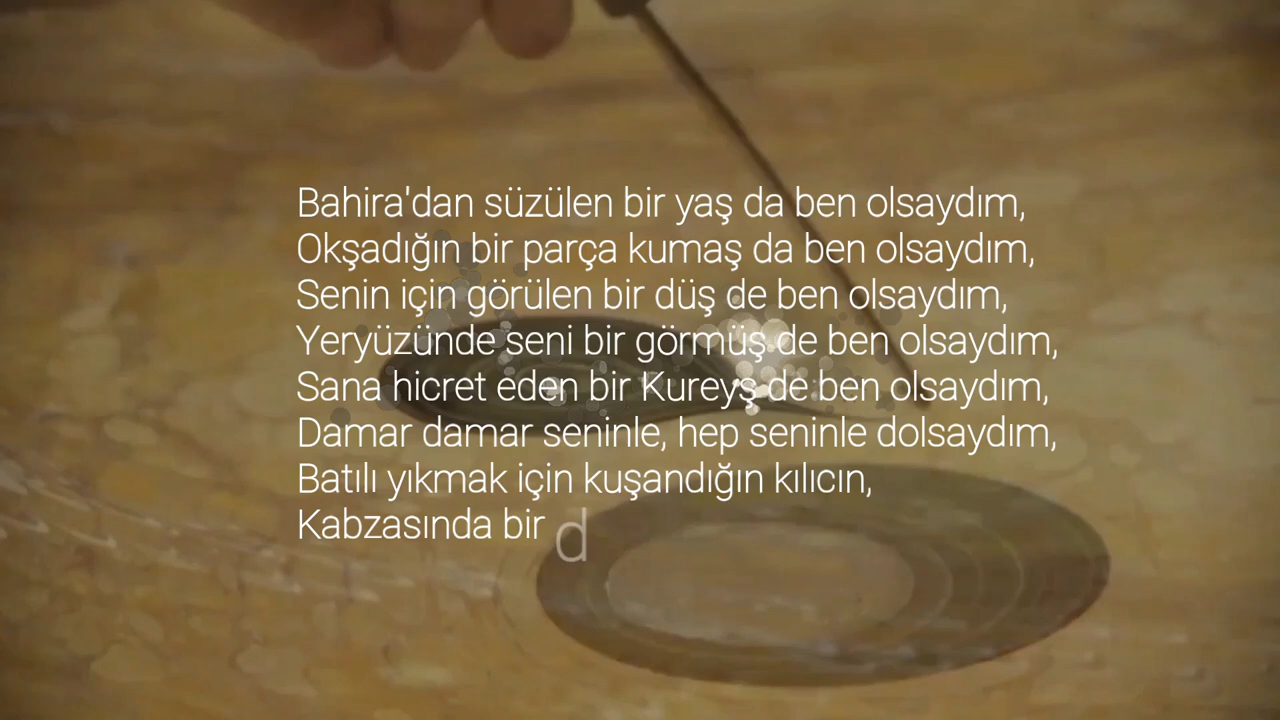 Bahira'dan süzülen bir yaş da ben olsaydım,
Okşadığın bir parça kumaş da ben olsaydım,
Senin için görülen bir düş de ben olsaydım,
Yeryüzünde seni bir görmüş de ben olsaydım,
Sana hicret eden bir Kureyş de ben olsaydım,
Damar damar seninle, hep seninle dolsaydım,
Batılı yıkmak için kuşandığın kılıcın,
Kabzasında bir d